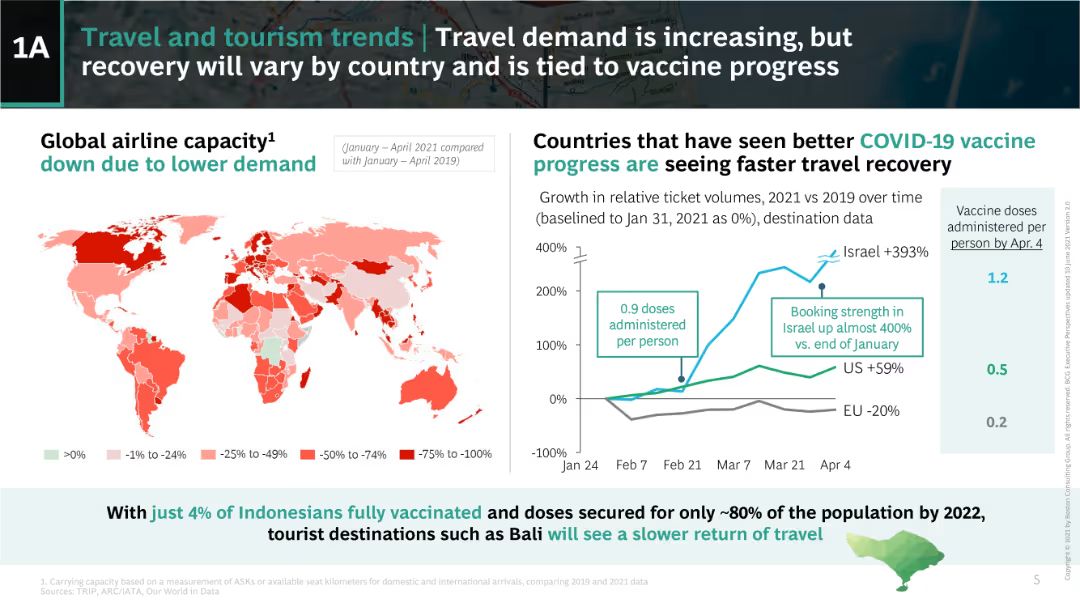 1A
Travel and tourism trends | Travel demand is increasing, but
recovery will vary by country and is tied to vaccine progress
Global airline capacity¹
down due to lower demand
(January – April 2021 compared
with January – April 2019)
>0%
-1% to -24%
-25% to -49%
-50% to -74%
-75% to -100%
Countries that have seen better COVID-19 vaccine
progress are seeing faster travel recovery
Growth in relative ticket volumes, 2021 vs 2019 over time
(baselined to Jan 31, 2021 as 0%), destination data
400%
200%
100%
0%
-100%
Jan 24
Feb 7
Feb 21
Mar 7
Mar 21
Apr 4
0.9 doses
administered
per person
Booking strength in
Israel up almost 400%
vs. end of January
Israel +393%
US +59%
EU -20%
Vaccine doses
administered per
person by Apr. 4
1.2
0.5
0.2
With just 4% of Indonesians fully vaccinated and doses secured for only ~80% of the population by 2022,
tourist destinations such as Bali will see a slower return of travel
1. Carrying capacity based on a measurement of ASKs or available seat kilometers for domestic and international arrivals, comparing 2019 and 2021 data
Sources: TRIP, ARC/IATA, Our World in Data
5
Copyright © 2021 by Boston Consulting Group. All rights reserved. BCG Executive Perspectives updated 10 June 2021 Version 2.0